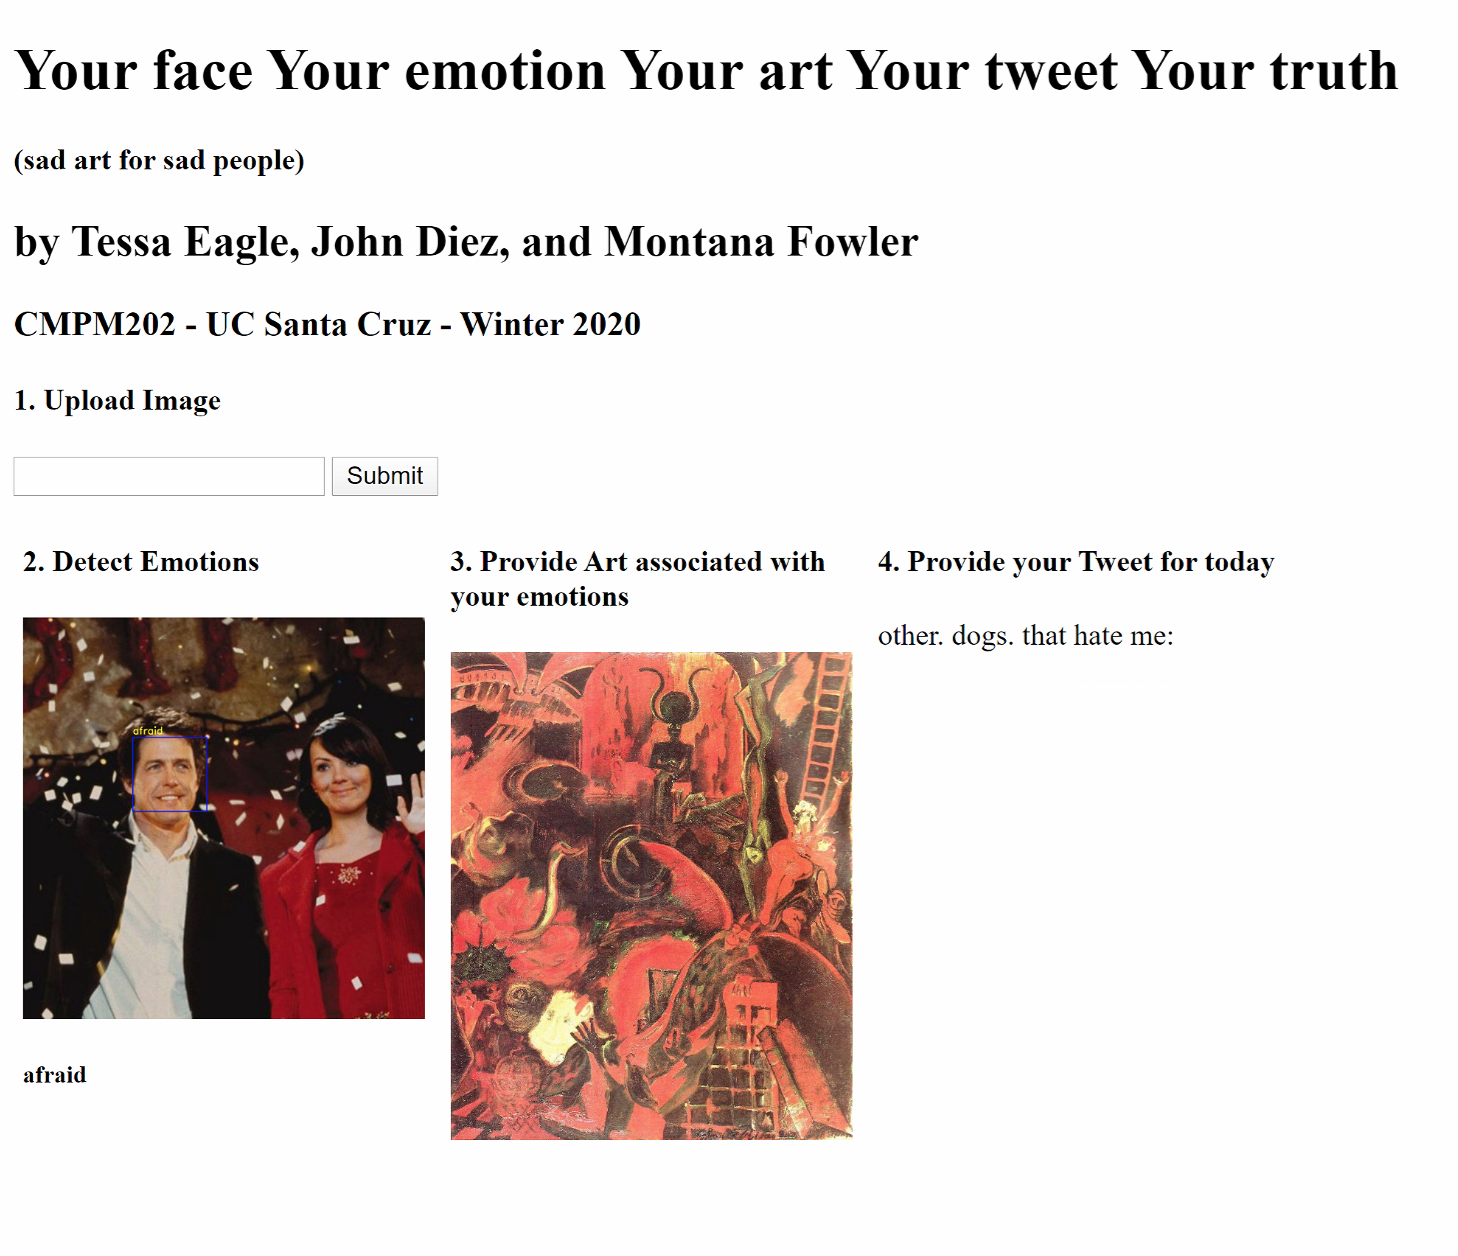 Your face Your emotion Your art Your tweet Your truth
(sad art for sad people)
by Tessa Eagle, John Diez, and Montana Fowler
CMPM202 - UC Santa Cruz - Winter 2020
1. Upload Image
Submit
2. Detect Emotions
afraid
afraid
3. Provide Art associated with
your emotions
4. Provide your Tweet for today
other. dogs. that hate me: